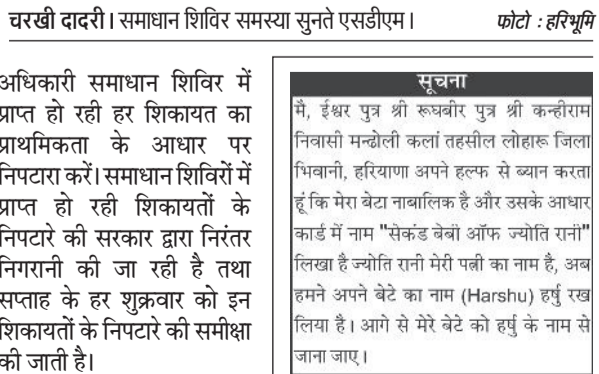 चरखी दादरी। समाधान शिविर समस्या सुनते एसडीएम।
फोटो : हरिभूमि
अधिकारी समाधान शिविर में
प्राप्त हो रही हर शिकायत का
प्राथमिकता के आधार पर
निपटारा करें। समाधान शिविरों में
प्राप्त हो रही शिकायतों के
निपटारे की सरकार द्वारा निरंतर
निगरानी की जा रही है तथा
सप्ताह के हर शुक्रवार को इन
शिकायतों के निपटारे की समीक्षा
की जाती है।
सूचना
मै, ईश्वर पुत्र श्री रूघबीर पुत्र श्री कन्हीराम
निवासी मन्ढोली कलां तहसील लोहारू जिला
भिवानी, हरियाणा अपने हल्फ से ब्यान करता
हूं कि मेरा बेटा नाबालिक है और उसके आधार
कार्ड में नाम "सेकंड बेबी ऑफ ज्योति रानी"
लिखा है ज्योति रानी मेरी पत्नी का नाम है, अब
हमने अपने बेटे का नाम (Harshu) हर्षु रख
लिया है। आगे से मेरे बेटे को हर्षु के नाम से
जाना जाए।